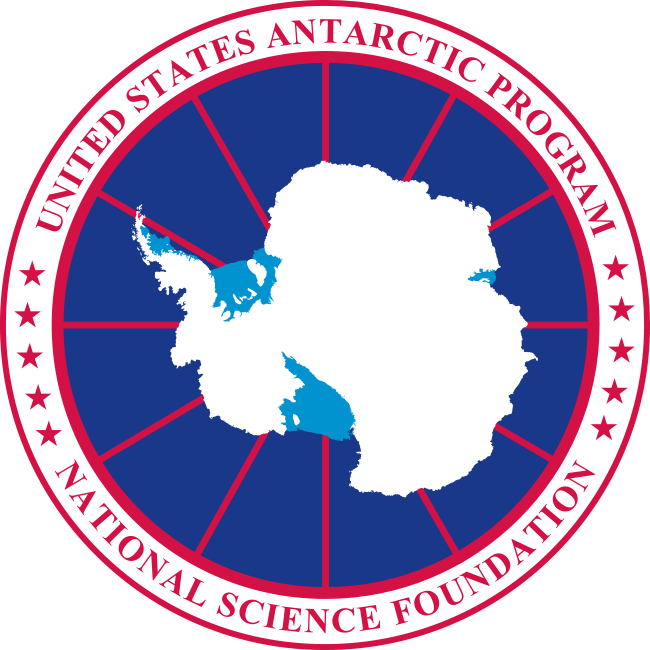 UNITED STATES ANTARCTIC PROGRAM
NATIONAL SCIENCE FOUNDATION